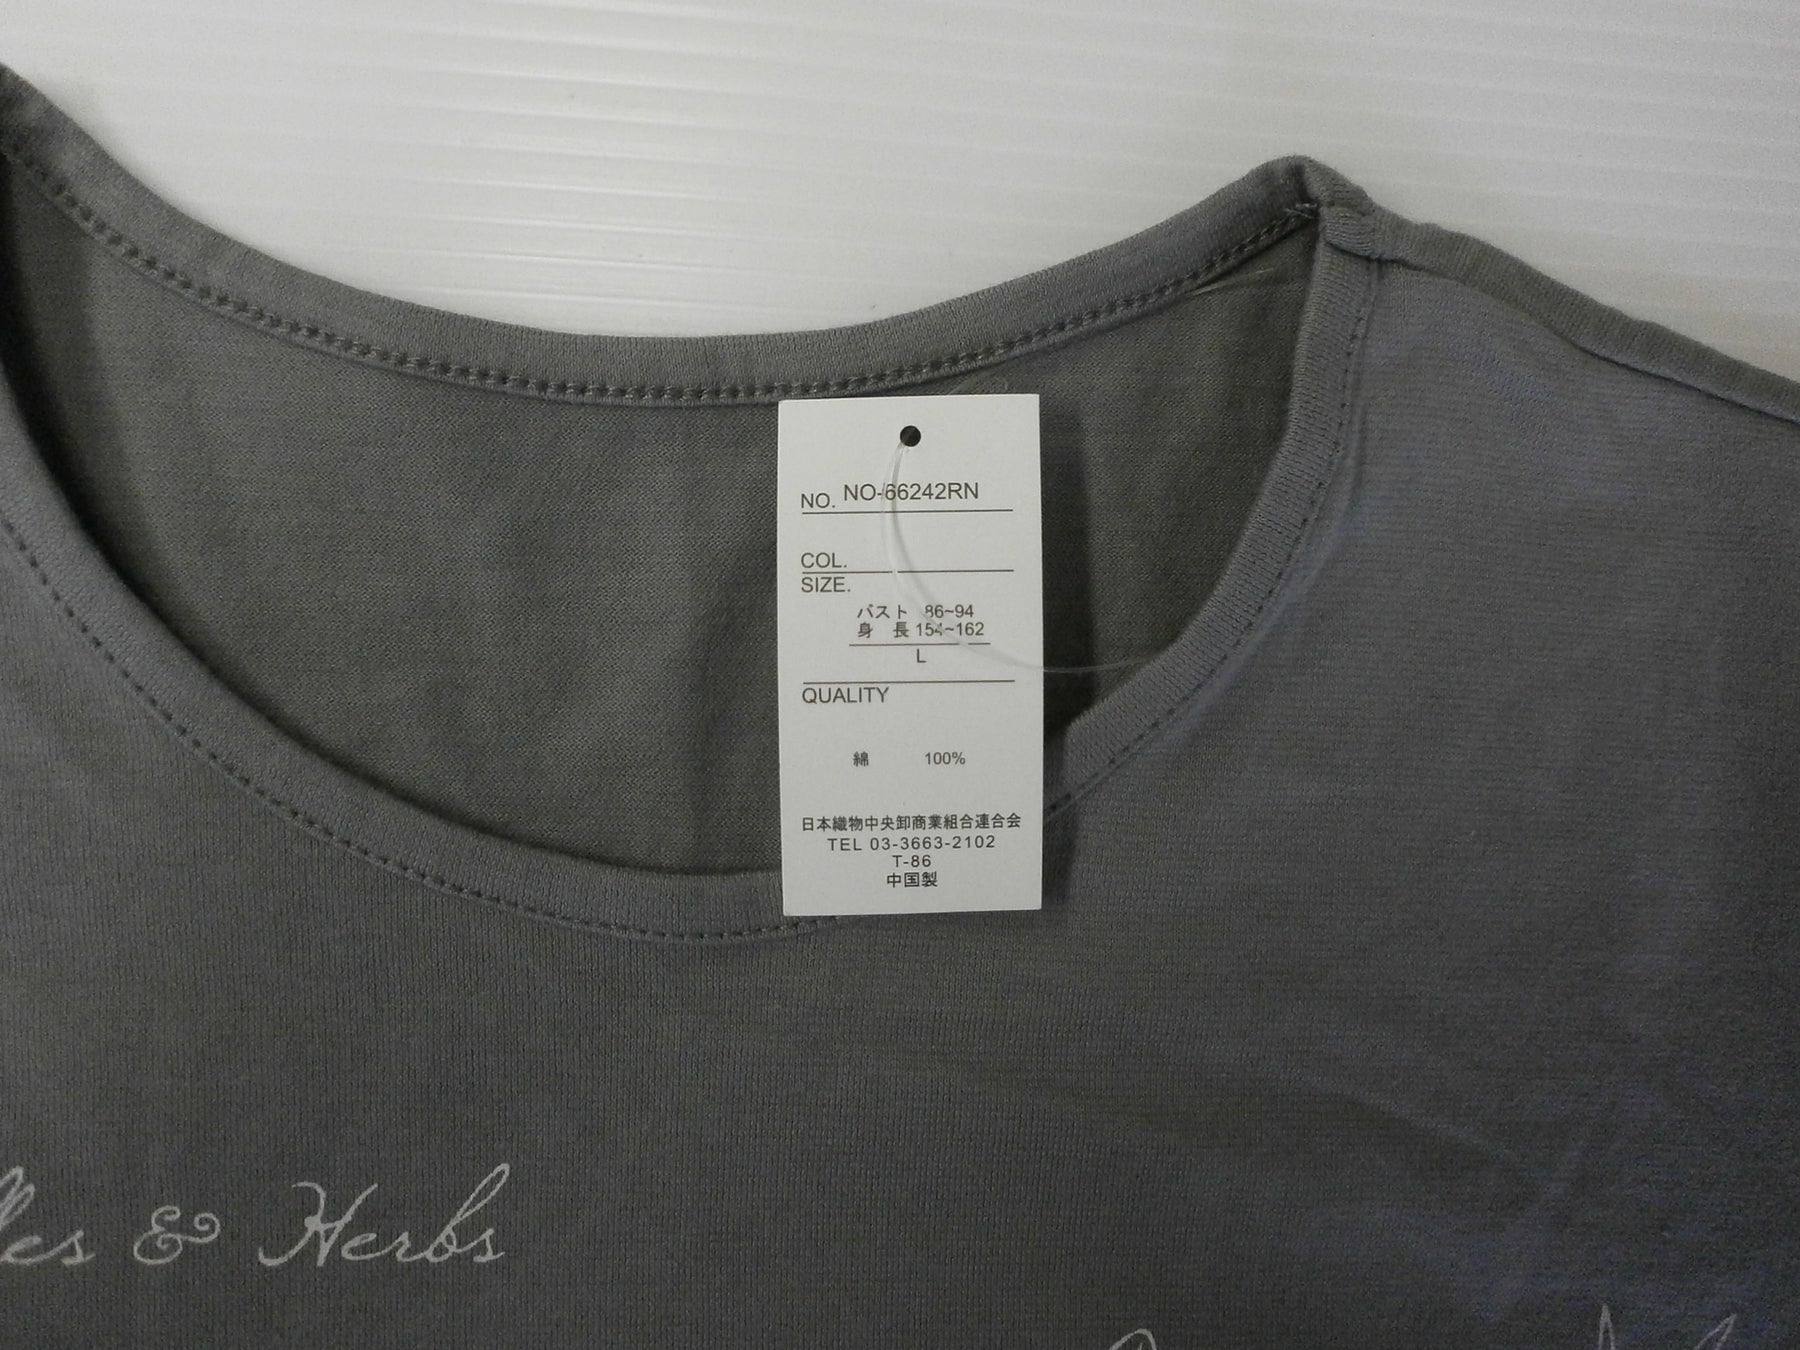 NO. NO-66242RN
COL.
SIZE.
バスト 86~94
身 長 154~162
L
QUALITY
綿 100%
日本織物中央卸商業組合連合会
TEL 03-3663-2102
T-86
中国製
& Herbs